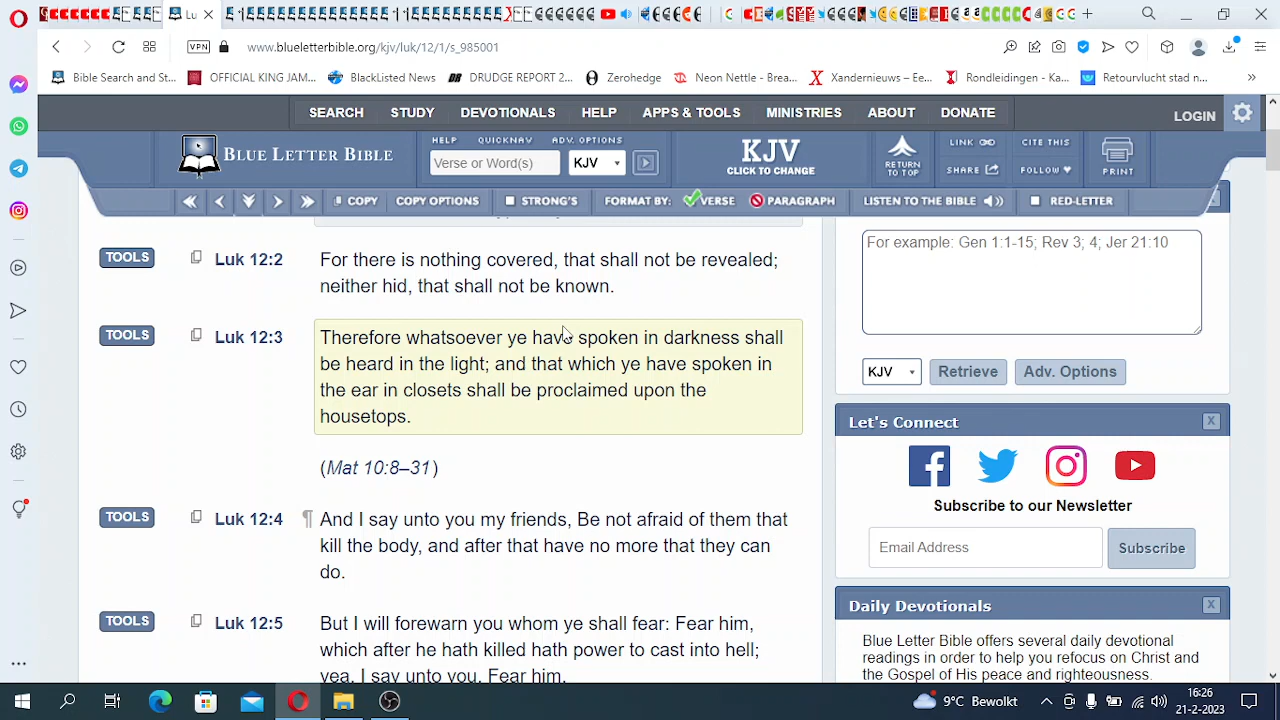 Lu
VPN
www.blueletterbible.org/kjv/luk/12/1/s_985001
Bible Search and St...
OFFICIAL KING JAM...
BlackListed News
DRUDGE REPORT 2...
Zerohedge
Neon Nettle - Brea...
Xandernieuws – Ee...
Rondleidingen - Ka...
Retourvlucht stad n...
SEARCH
STUDY
DEVOTIONALS
HELP
APPS & TOOLS
MINISTRIES
ABOUT
DONATE
LOGIN
BLUE LETTER BIBLE
HELP
QUICKNAV
ADV. OPTIONS
Verse or Word(s)
KJV
KJV
CLICK TO CHANGE
RETURN
TO TOP
LINK
SHARE
CITE THIS
FOLLOW
PRINT
COPY
COPY OPTIONS
STRONG'S
FORMAT BY:
VERSE
PARAGRAPH
LISTEN TO THE BIBLE
RED-LETTER
TOOLS
Luk 12:2
For there is nothing covered, that shall not be revealed;
neither hid, that shall not be known.
TOOLS
Luk 12:3
Therefore whatsoever ye have spoken in darkness shall
be heard in the light; and that which ye have spoken in
the ear in closets shall be proclaimed upon the
housetops.
(Mat 10:8–31)
TOOLS
Luk 12:4
¶ And I say unto you my friends, Be not afraid of them that
kill the body, and after that have no more that they can
do.
TOOLS
Luk 12:5
But I will forewarn you whom ye shall fear: Fear him,
which after he hath killed hath power to cast into hell;
yea, I say unto you, Fear him.
X
For example: Gen 1:1-15; Rev 3; 4; Jer 21:10
KJV
Retrieve
Adv. Options
Let's Connect
X
Subscribe to our Newsletter
Email Address
Subscribe
Daily Devotionals
X
Blue Letter Bible offers several daily devotional
readings in order to help you refocus on Christ and
the Gospel of His peace and righteousness.
9°C Bewolkt
16:26
21-2-2023